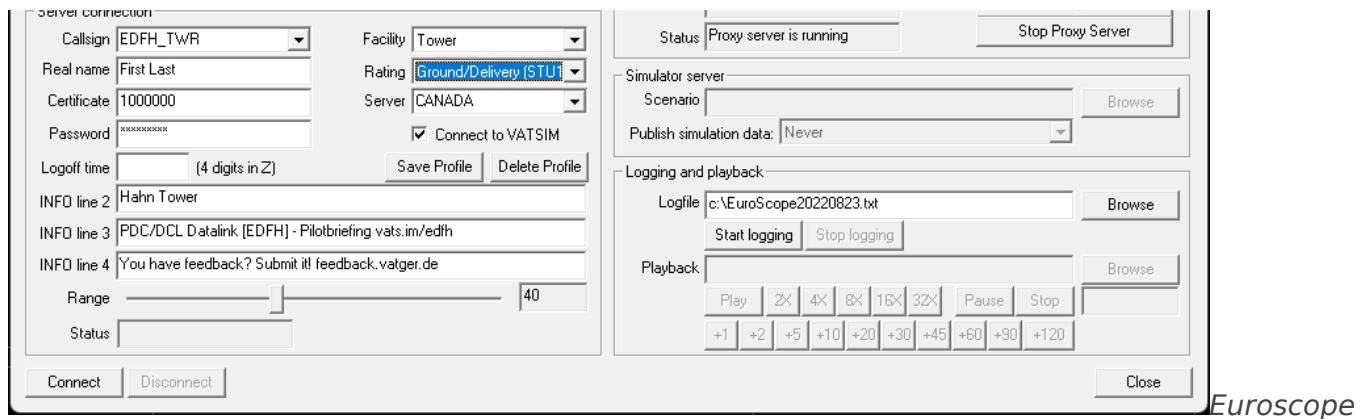 Server connection
Callsign EDFH_TWR Facility Tower
Real name First Last Rating Ground/Delivery (STU1
Certificate 1000000 Server CANADA
Password ********* Connect to VATSIM
Logoff time (4 digits in Z) Save Profile Delete Profile
INFO line 2 Hahn Tower
INFO line 3 PDC/DCL Datalink [EDFH] - Pilotbriefing vats.im/edfh
INFO line 4 You have feedback? Submit it! feedback.vatger.de
Range 40
Status
Connect Disconnect
Status Proxy server is running Stop Proxy Server
Simulator server
Scenario Browse
Publish simulation data: Never
Logging and playback
Logfile c:\EuroScope20220823.txt Browse
Start logging Stop logging
Playback Browse
Play 2X 4X 8X 16X 32X Pause Stop
+1 +2 +5 +10 +20 +30 +45 +60 +90 +120
Close
Euroscope